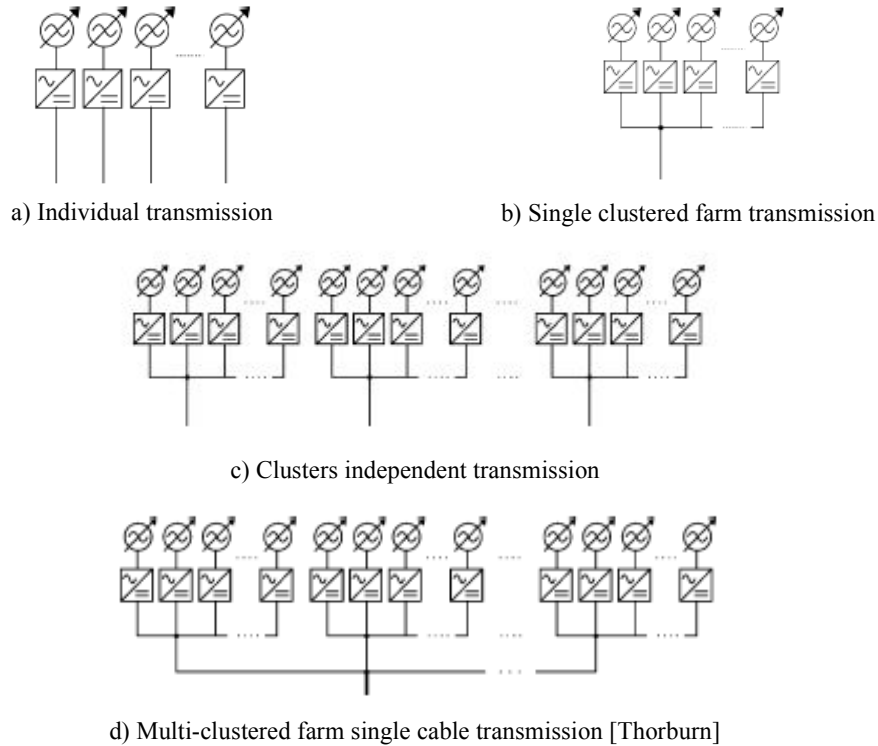 a) Individual transmission
b) Single clustered farm transmission
c) Clusters independent transmission
d) Multi-clustered farm single cable transmission [Thorburn]